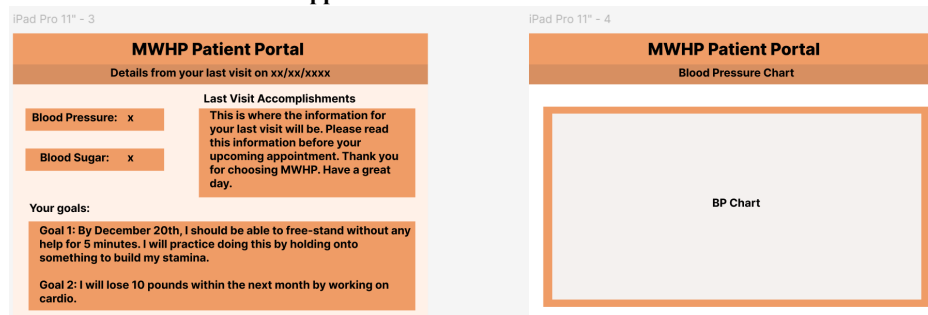 iPad Pro 11" - 3
MWHP Patient Portal
Details from your last visit on xx/xx/xxxx
Last Visit Accomplishments
Blood Pressure: x
Blood Sugar: x
This is where the information for
your last visit will be. Please read
this information before your
upcoming appointment. Thank you
for choosing MWHP. Have a great
day.
Your goals:
Goal 1: By December 20th, I should be able to free-stand without any
help for 5 minutes. I will practice doing this by holding onto
something to build my stamina.
Goal 2: I will lose 10 pounds within the next month by working on
cardio.
iPad Pro 11" - 4
MWHP Patient Portal
Blood Pressure Chart
BP Chart